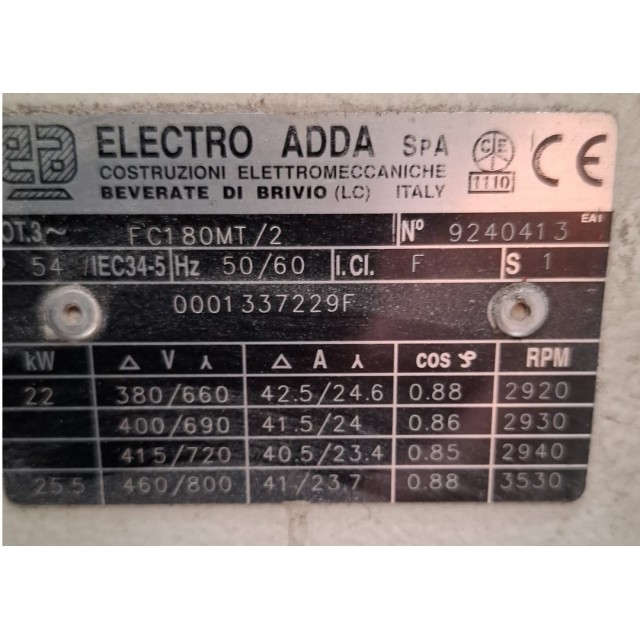 ea ELECTRO ADDA SpA CE 1110 CE
COSTRUZIONI ELETTROMECCANICHE
BEVERATE DI BRIVIO (LC) ITALY
EA1
OT.3~ FC180MT/2 Nº 9240413
P 54 /IEC34-5 Hz 50/60 I.Cl. F S 1
0001337229F
kW Δ V ⅄ Δ A ⅄ cos φ RPM
22 380/660 42.5/24.6 0.88 2920
400/690 41.5/24 0.86 2930
415/720 40.5/23.4 0.85 2940
25.5 460/800 41/23.7 0.88 3530